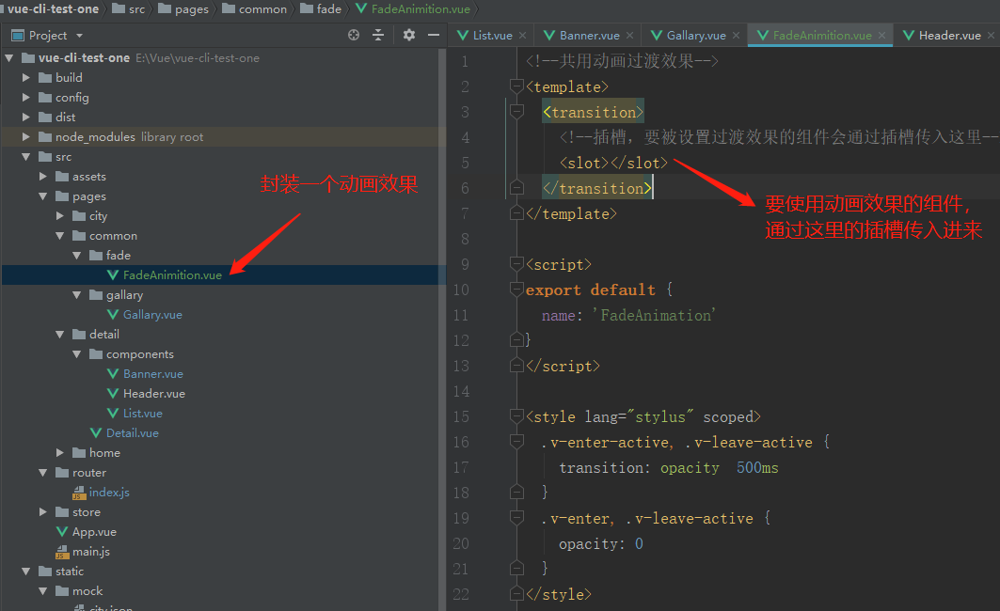 vue-cli-test-one src pages common fade FadeAnimition.vue
Project
List.vue Banner.vue Gallary.vue FadeAnimition.vue Header.vue
vue-cli-test-one E:\Vue\vue-cli-test-one
build
config
dist
node_modules library root
src
assets
pages
city
common
fade
FadeAnimition.vue
gallary
Gallary.vue
detail
components
Banner.vue
Header.vue
List.vue
Detail.vue
home
router
index.js
store
App.vue
main.js
static
mock
city.json
封装一个动画效果
1 <!--共用动画过渡效果-->
2 <template>
3 <transition>
4 <!--插槽，要被设置过渡效果的组件会通过插槽传入这里--
5 <slot></slot>
6 </transition>
7 </template>
8
9 <script>
10 export default {
11 name: 'FadeAnimation'
12 }
13 </script>
14
15 <style lang="stylus" scoped>
16 .v-enter-active, .v-leave-active {
17 transition: opacity 500ms
18 }
19 .v-enter, .v-leave-active {
20 opacity: 0
21 }
22 </style>
要使用动画效果的组件，
通过这里的插槽传入进来